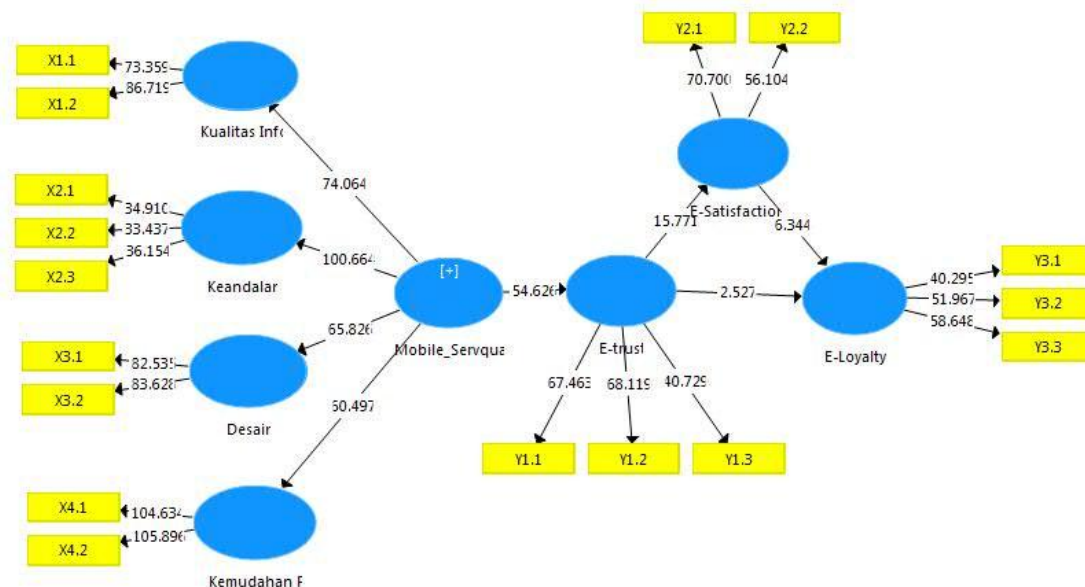 Y2.1
Y2.2
X1.1
73.359
X1.2
86.719
70.700
56.104
Kualitas Info
74.064
X2.1
34.910
X2.2
33.437
X2.3
36.154
E-Satisfaction
15.771
6.344
Keandalar
100.664
[+]
54.626
2.527
Y3.1
40.295
Y3.2
51.967
Y3.3
58.648
Mobile_Servqua
E-trust
E-Loyalty
65.826
X3.1
82.535
X3.2
83.628
Desair
67.463
68.119
40.729
50.497
Y1.1
Y1.2
Y1.3
X4.1
104.634
X4.2
105.896
Kemudahan F